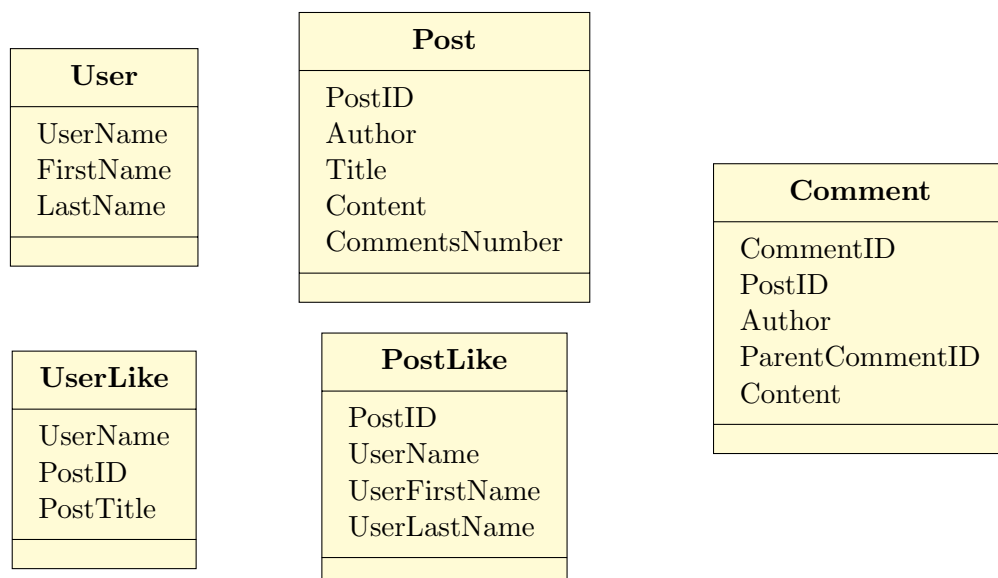 User
UserName
FirstName
LastName
Post
PostID
Author
Title
Content
CommentsNumber
Comment
CommentID
PostID
Author
ParentCommentID
Content
UserLike
UserName
PostID
PostTitle
PostLike
PostID
UserName
UserFirstName
UserLastName